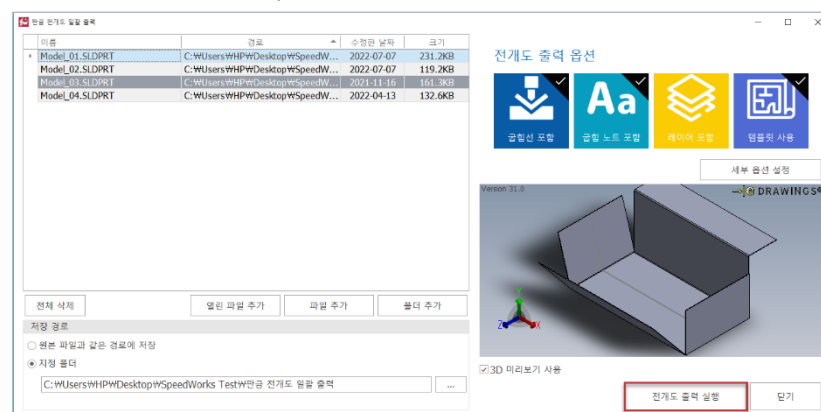 만곰 전개도 일괄 출력
이름 경로 수정한 날짜 크기
Model_01.SLDPRT C:₩Users₩HP₩Desktop₩SpeedW... 2022-07-07 231.2KB
Model_02.SLDPRT C:₩Users₩HP₩Desktop₩SpeedW... 2022-07-07 119.2KB
Model_03.SLDPRT C:₩Users₩HP₩Desktop₩SpeedW... 2021-11-16 161.3KB
Model_04.SLDPRT C:₩Users₩HP₩Desktop₩SpeedW... 2022-04-13 132.6KB
전체 삭제 열린 파일 추가 파일 추가 폴더 추가
저장 경로
원본 파일과 같은 경로에 저장
지정 폴더
C:₩Users₩HP₩Desktop₩SpeedWorks Test₩판금 전개도 일괄 출력 ...
전개도 출력 옵션
Aa
굽힘선 포함 굽힘 노트 포함 레이어 포함 템플릿 사용
세부 옵션 설정
Version 31.0 DRAWINGS
Y
Z X
3D 미리보기 사용
전개도 출력 실행 닫기